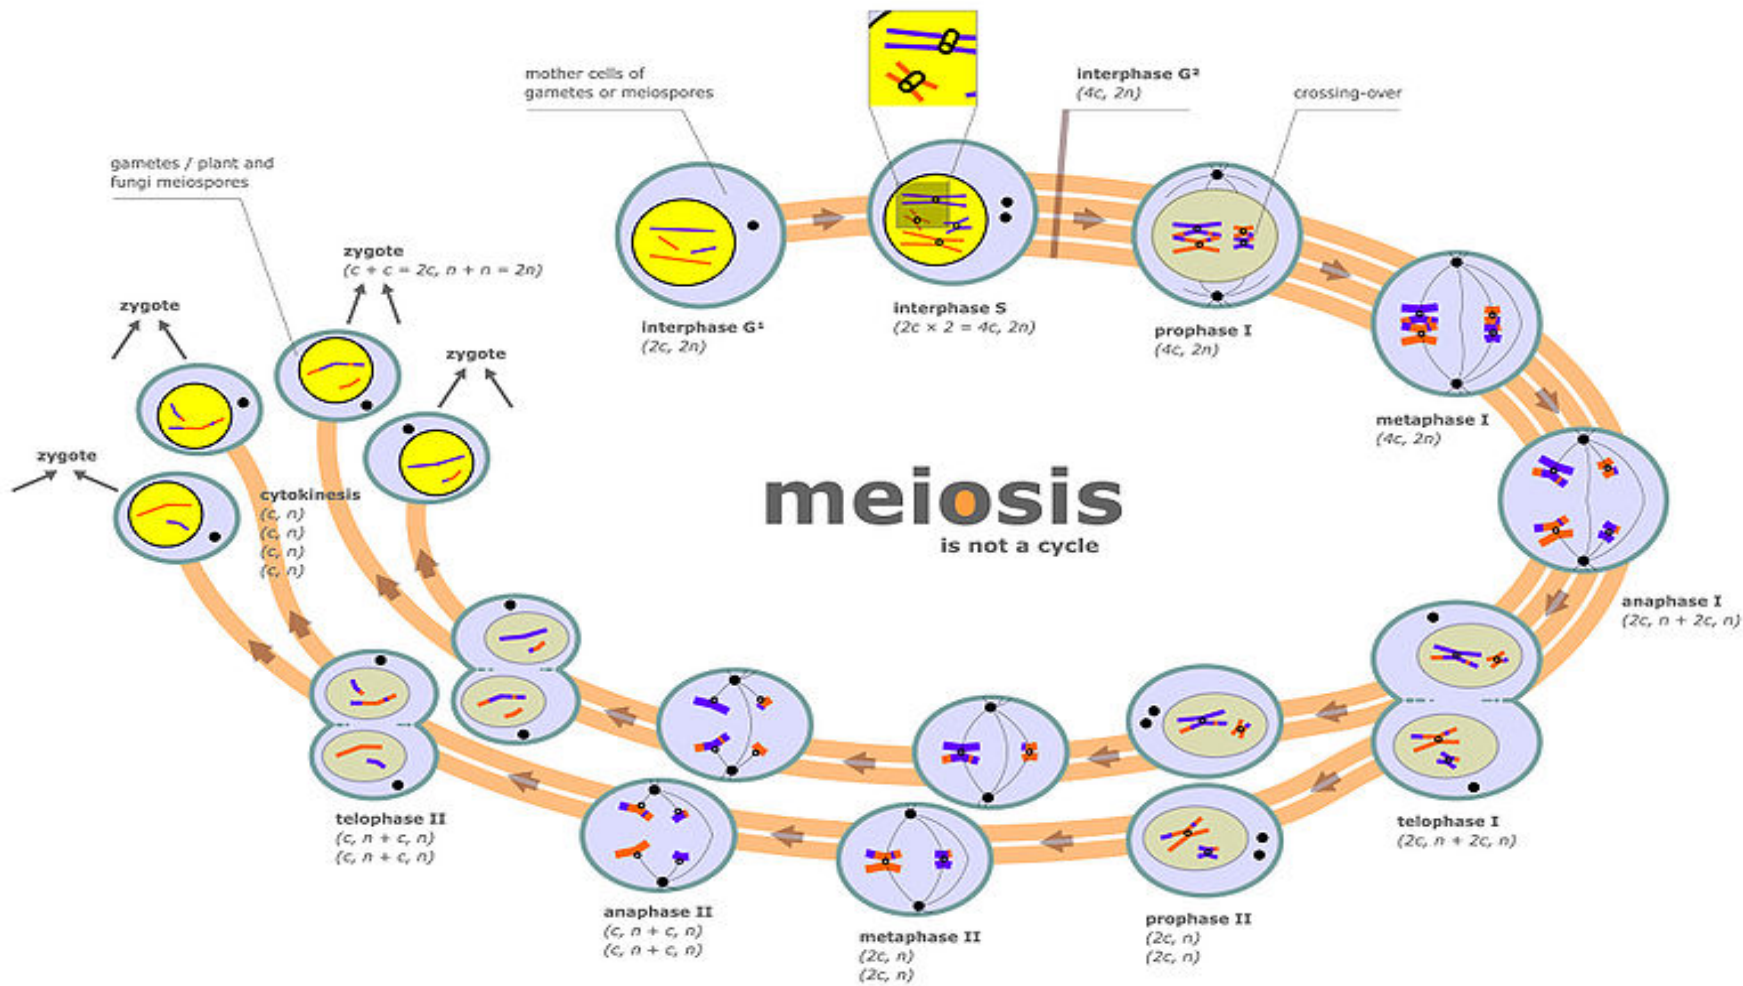 mother cells of
gametes or meiospores
interphase G²
(4c, 2n)
crossing-over
gametes / plant and
fungi meiospores
zygote
(c + c = 2c, n + n = 2n)
zygote
zygote
zygote
interphase G¹
(2c, 2n)
interphase S
(2c × 2 = 4c, 2n)
prophase I
(4c, 2n)
metaphase I
(4c, 2n)
anaphase I
(2c, n + 2c, n)
telophase I
(2c, n + 2c, n)
prophase II
(2c, n)
(2c, n)
metaphase II
(2c, n)
(2c, n)
anaphase II
(c, n + c, n)
(c, n + c, n)
telophase II
(c, n + c, n)
(c, n + c, n)
cytokinesis
(c, n)
(c, n)
(c, n)
(c, n)
meiosis
is not a cycle